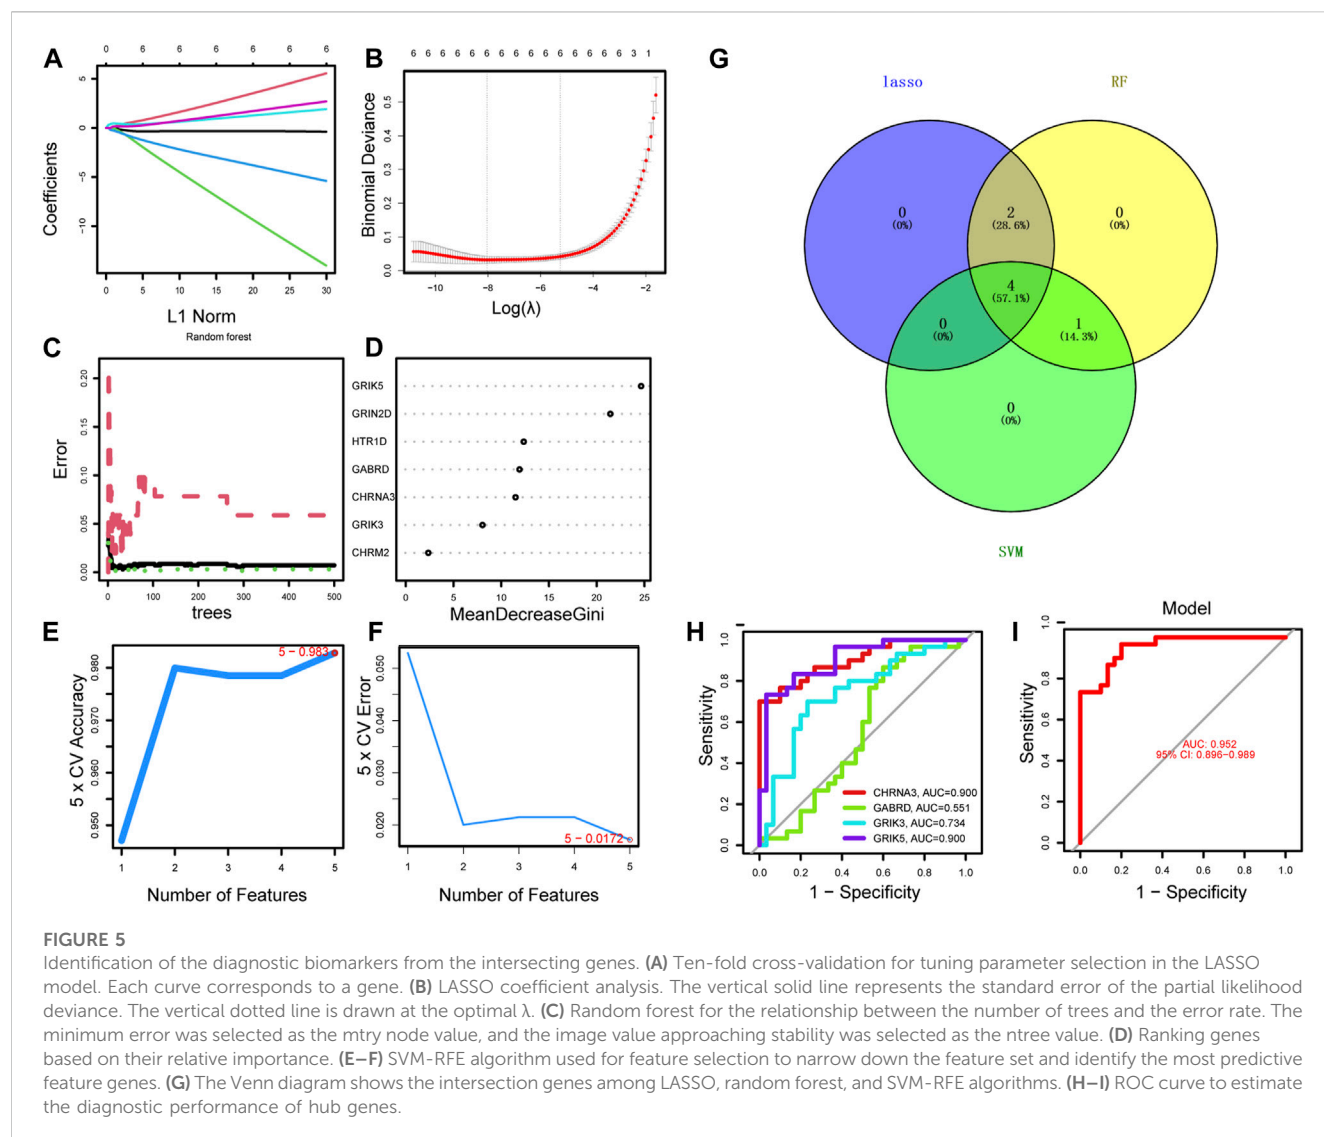 A
0 6 6 6 6 6 6
5
0
−5
−10
Coefficients
0 5 10 15 20 25 30
L1 Norm
B
6 6 6 6 6 6 6 6 6 6 6 6 6 6 6 3 1
0.5
0.4
0.3
0.2
0.1
0.0
Binomial Deviance
−10 −8 −6 −4 −2
Log(λ)
C
Random forest
0.20
0.15
0.10
0.05
0.00
Error
0 100 200 300 400 500
trees
D
GRIK5
GRIN2D
HTR1D
GABRD
CHRNA3
GRIK3
CHRM2
0 5 10 15 20 25
MeanDecreaseGini
E
5 − 0.983
0.980
0.970
0.960
0.950
5 x CV Accuracy
1 2 3 4 5
Number of Features
F
0.050
0.040
0.030
0.020
5 x CV Error
5 − 0.0172
1 2 3 4 5
Number of Features
G
lasso
RF
0
(0%)
2
(28.6%)
0
(0%)
4
(57.1%)
0
(0%)
1
(14.3%)
0
(0%)
SVM
H
1.0
0.8
0.6
0.4
0.2
0.0
Sensitivity
CHRNA3, AUC=0.900
GABRD, AUC=0.551
GRIK3, AUC=0.734
GRIK5, AUC=0.900
0.0 0.2 0.4 0.6 0.8 1.0
1 − Specificity
I
Model
1.0
0.8
0.6
0.4
0.2
0.0
Sensitivity
AUC: 0.952
95% CI: 0.896−0.989
0.0 0.2 0.4 0.6 0.8 1.0
1 − Specificity
FIGURE 5
Identification of the diagnostic biomarkers from the intersecting genes. (A) Ten-fold cross-validation for tuning parameter selection in the LASSO
model. Each curve corresponds to a gene. (B) LASSO coefficient analysis. The vertical solid line represents the standard error of the partial likelihood
deviance. The vertical dotted line is drawn at the optimal λ. (C) Random forest for the relationship between the number of trees and the error rate. The
minimum error was selected as the mtry node value, and the image value approaching stability was selected as the ntree value. (D) Ranking genes
based on their relative importance. (E–F) SVM-RFE algorithm used for feature selection to narrow down the feature set and identify the most predictive
feature genes. (G) The Venn diagram shows the intersection genes among LASSO, random forest, and SVM-RFE algorithms. (H–I) ROC curve to estimate
the diagnostic performance of hub genes.